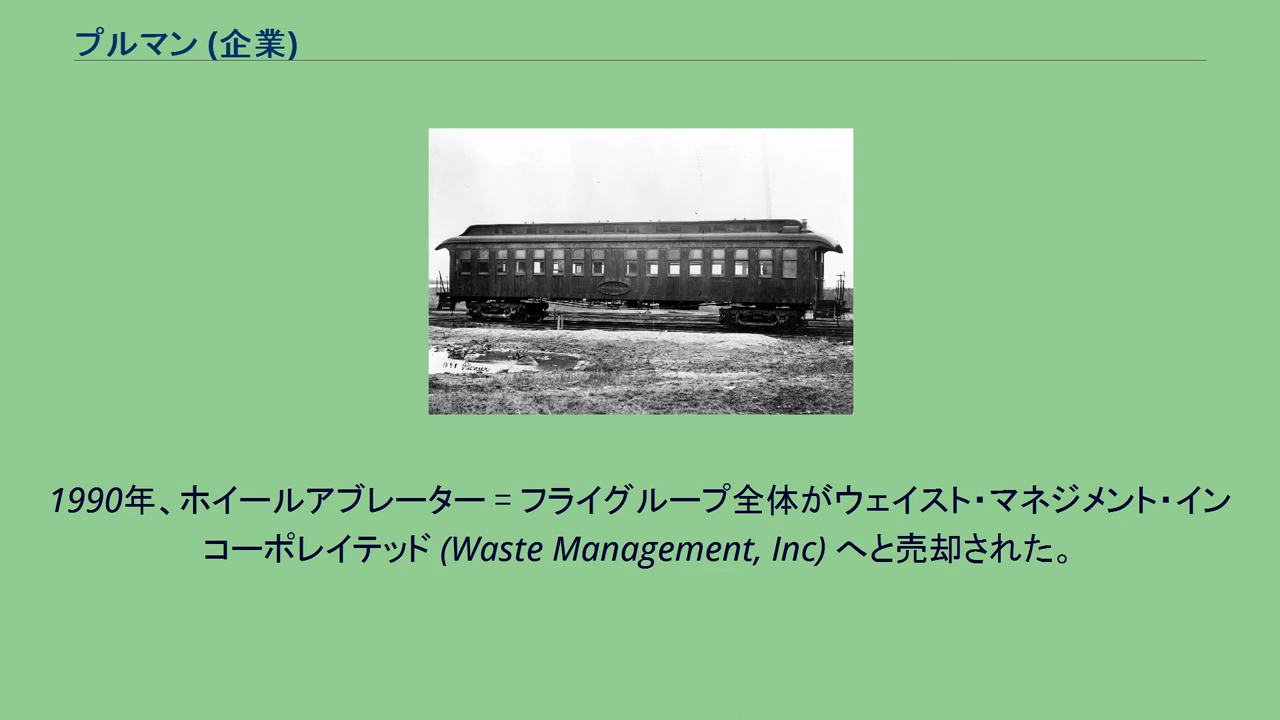 プルマン (企業)
1990年、ホイールアブレーター = フライグループ全体がウェイスト・マネジメント・イン
コーポレイテッド (Waste Management, Inc) へと売却された。